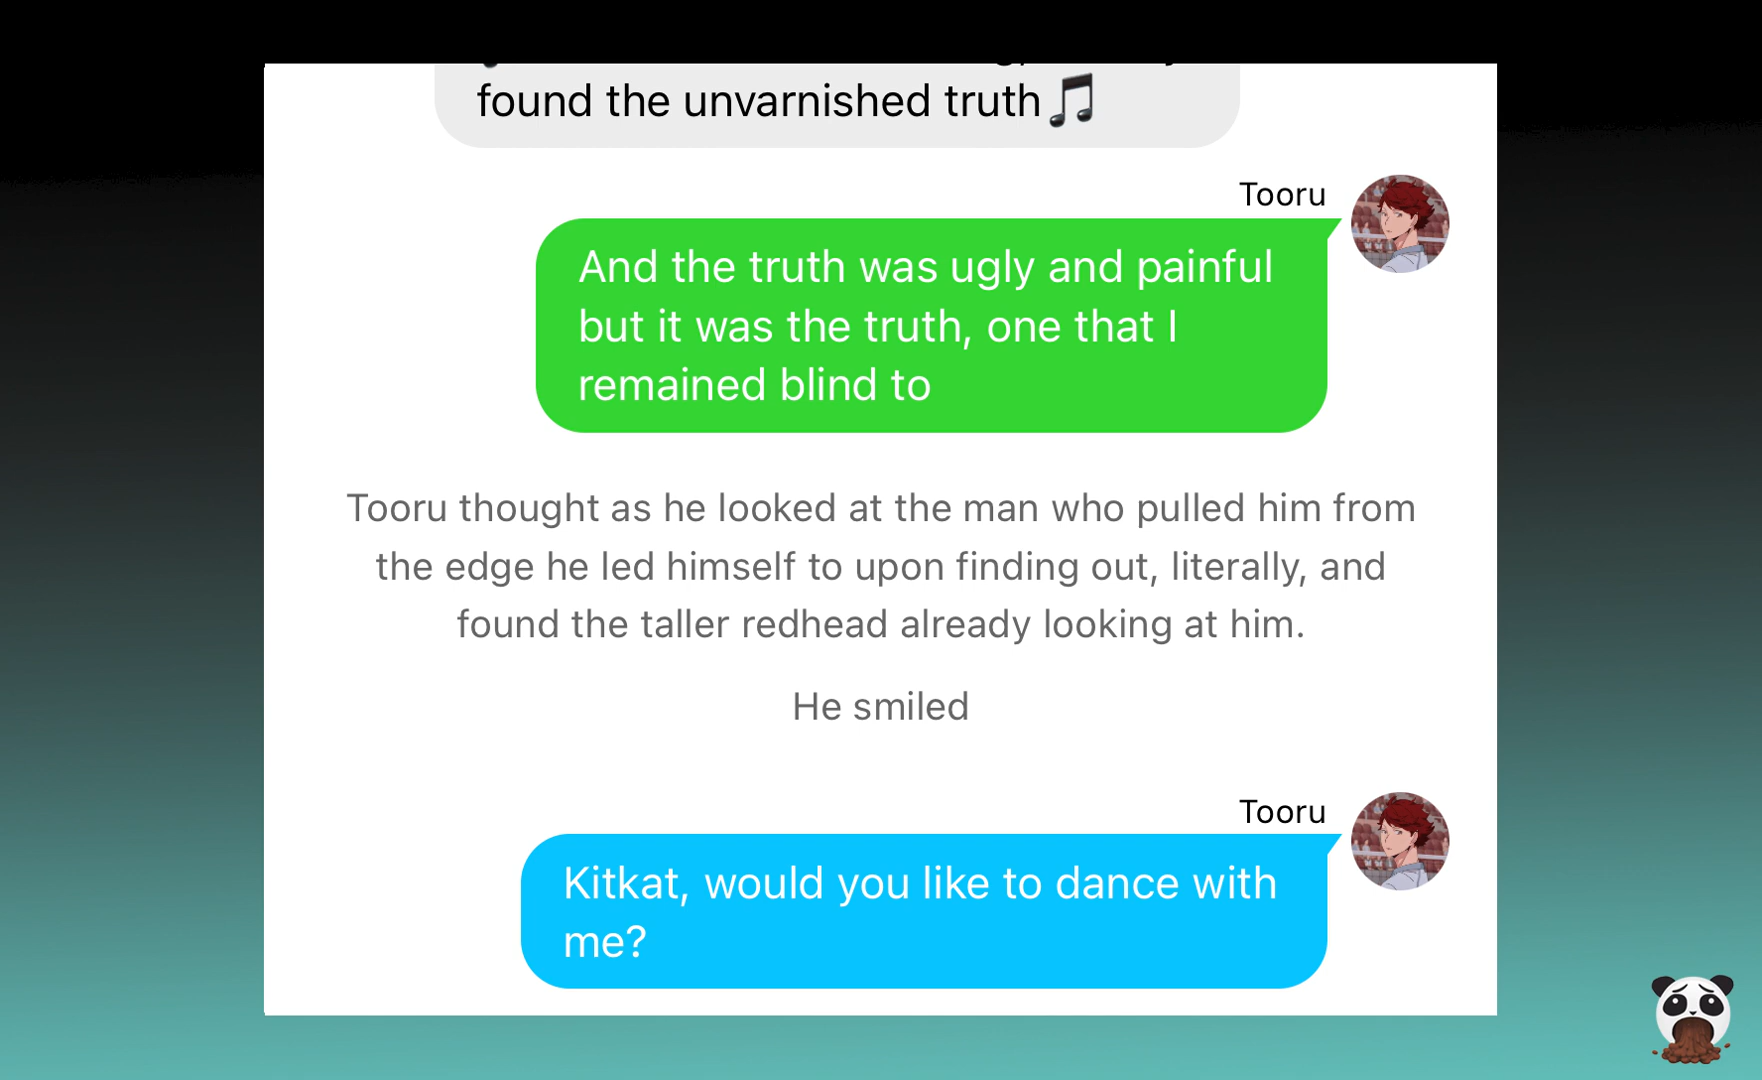 found the unvarnished truth🎵
Tooru
And the truth was ugly and painful
but it was the truth, one that I
remained blind to
Tooru thought as he looked at the man who pulled him from
the edge he led himself to upon finding out, literally, and
found the taller redhead already looking at him.
He smiled
Tooru
Kitkat, would you like to dance with
me?